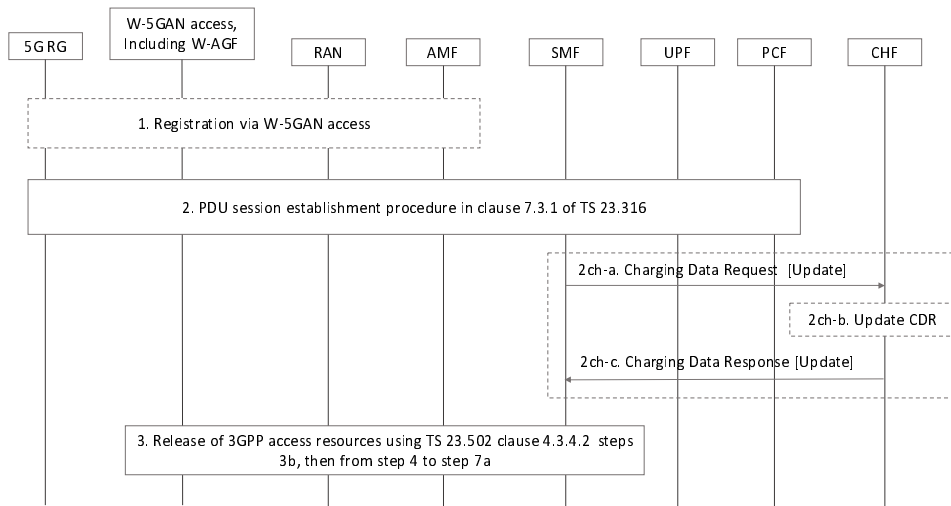 W-5GAN access,
Including W-AGF
5G RG
RAN
AMF
SMF
UPF
PCF
CHF
1. Registration via W-5GAN access
2. PDU session establishment procedure in clause 7.3.1 of TS 23.316
2ch-a. Charging Data Request [Update]
2ch-b. Update CDR
2ch-c. Charging Data Response [Update]
3. Release of 3GPP access resources using TS 23.502 clause 4.3.4.2 steps
3b, then from step 4 to step 7a